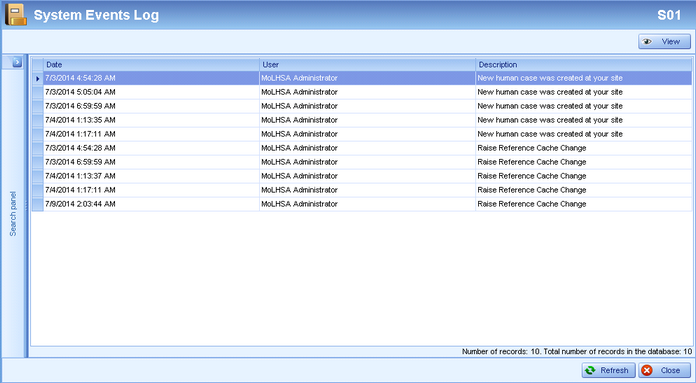 System Events Log S01
View
Date User Description
7/3/2014 4:54:28 AM MoLHSA Administrator New human case was created at your site
7/3/2014 5:05:04 AM MoLHSA Administrator New human case was created at your site
7/3/2014 6:59:59 AM MoLHSA Administrator New human case was created at your site
7/4/2014 1:13:35 AM MoLHSA Administrator New human case was created at your site
7/4/2014 1:17:11 AM MoLHSA Administrator New human case was created at your site
7/3/2014 4:54:28 AM MoLHSA Administrator Raise Reference Cache Change
7/3/2014 6:59:59 AM MoLHSA Administrator Raise Reference Cache Change
7/4/2014 1:13:37 AM MoLHSA Administrator Raise Reference Cache Change
7/4/2014 1:17:11 AM MoLHSA Administrator Raise Reference Cache Change
7/9/2014 2:03:44 AM MoLHSA Administrator Raise Reference Cache Change
Search panel
Number of records: 10. Total number of records in the database: 10
Refresh Close